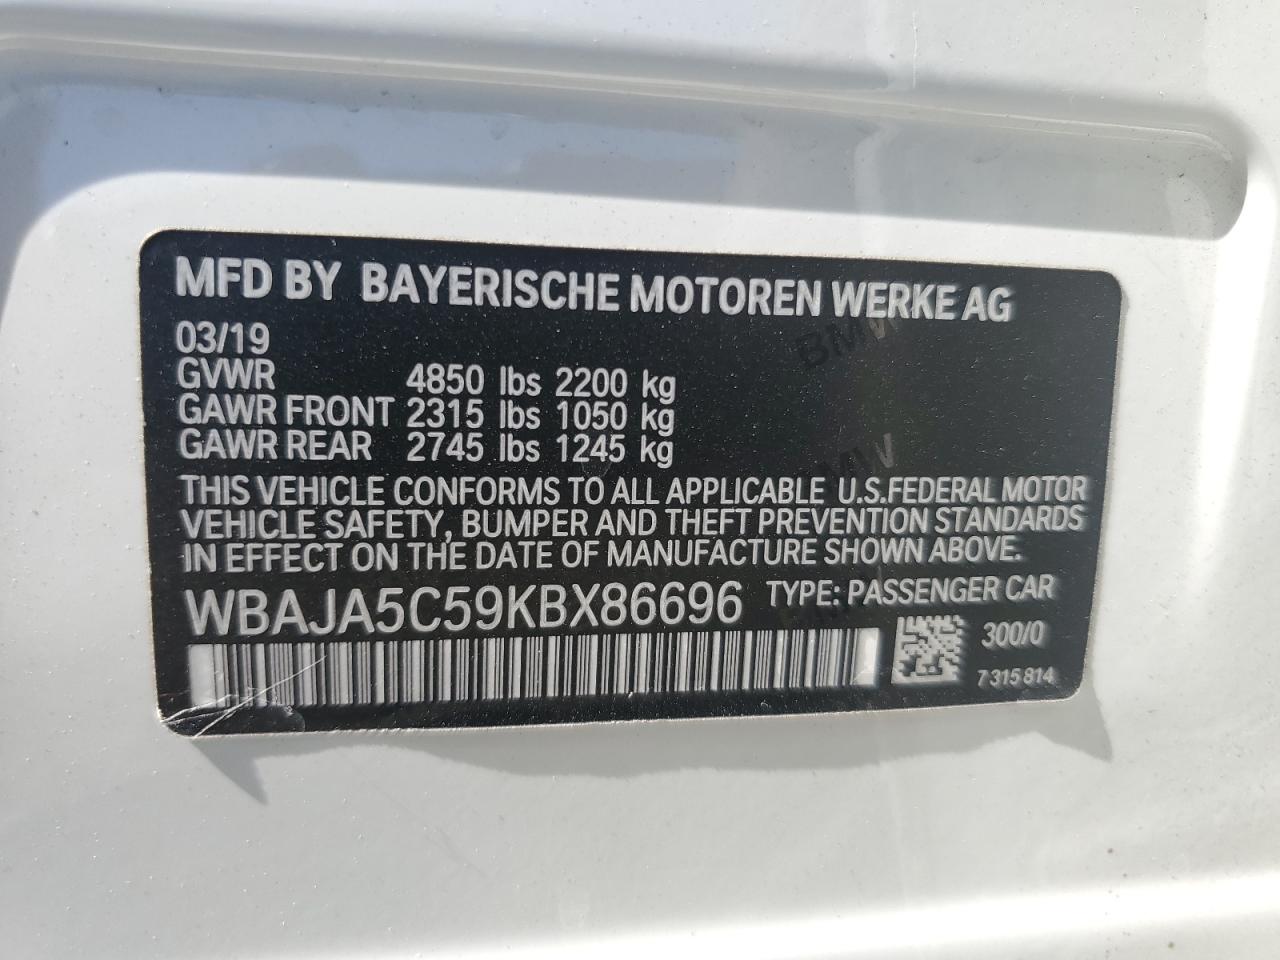 MFD BY BAYERISCHE MOTOREN WERKE AG
03/19
GVWR 4850 lbs 2200 kg
GAWR FRONT 2315 lbs 1050 kg
GAWR REAR 2745 lbs 1245 kg
THIS VEHICLE CONFORMS TO ALL APPLICABLE U.S.FEDERAL MOTOR
VEHICLE SAFETY, BUMPER AND THEFT PREVENTION STANDARDS
IN EFFECT ON THE DATE OF MANUFACTURE SHOWN ABOVE.
WBAJA5C59KBX86696 TYPE: PASSENGER CAR
300/0
7 315 814
BMW
BMW